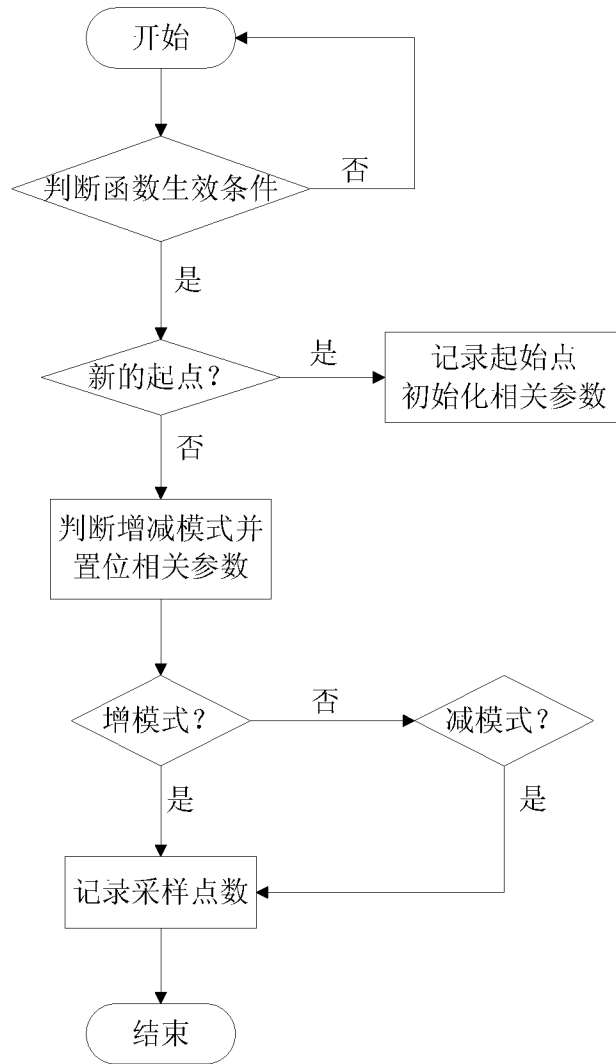 开始
否
判断函数生效条件
是
新的起点？
是
记录起始点
初始化相关参数
否
判断增减模式并
置位相关参数
增模式？
否
减模式？
是
是
记录采样点数
结束